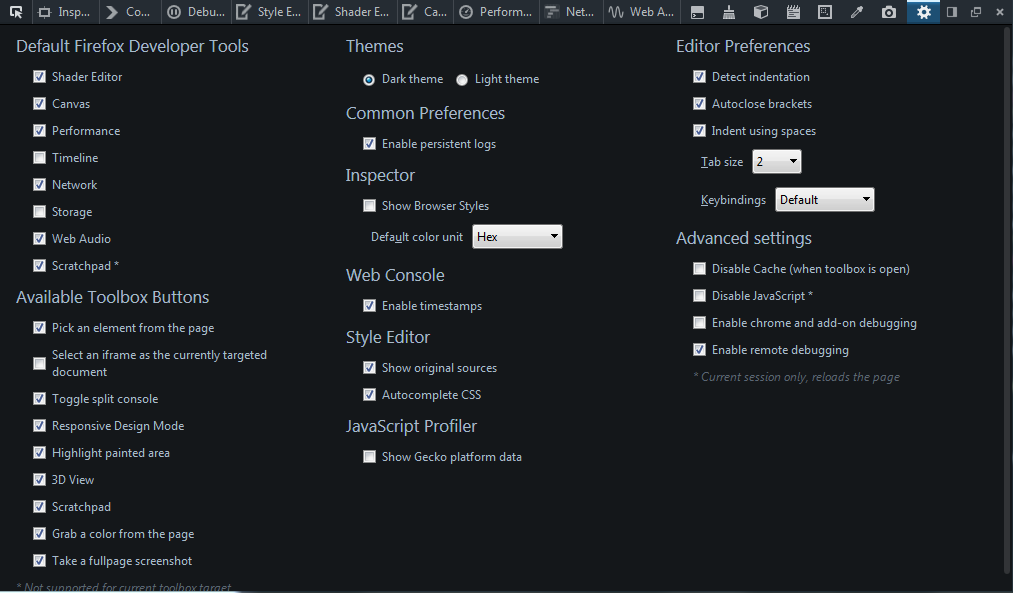 Insp...
Co...
Debu...
Style E...
Shader E...
Ca...
Perform...
Net...
Web A...
Default Firefox Developer Tools
Shader Editor
Canvas
Performance
Timeline
Network
Storage
Web Audio
Scratchpad *
Available Toolbox Buttons
Pick an element from the page
Select an iframe as the currently targeted
document
Toggle split console
Responsive Design Mode
Highlight painted area
3D View
Scratchpad
Grab a color from the page
Take a fullpage screenshot
* Not supported for current toolbox target
Themes
Dark theme
Light theme
Common Preferences
Enable persistent logs
Inspector
Show Browser Styles
Default color unit
Hex
Web Console
Enable timestamps
Style Editor
Show original sources
Autocomplete CSS
JavaScript Profiler
Show Gecko platform data
Editor Preferences
Detect indentation
Autoclose brackets
Indent using spaces
Tab size
2
Keybindings
Default
Advanced settings
Disable Cache (when toolbox is open)
Disable JavaScript *
Enable chrome and add-on debugging
Enable remote debugging
* Current session only, reloads the page